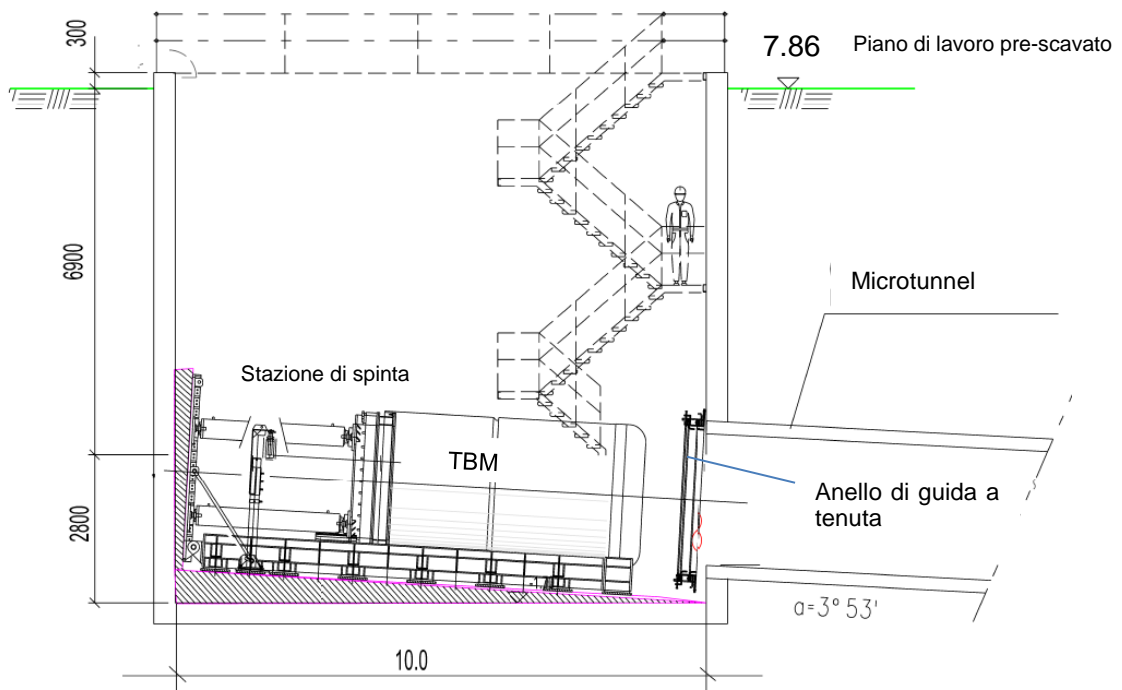 300
7.86
Piano di lavoro pre-scavato
6900
Microtunnel
Stazione di spinta
TBM
Anello di guida a
tenuta
2800
a=3° 53'
10.0